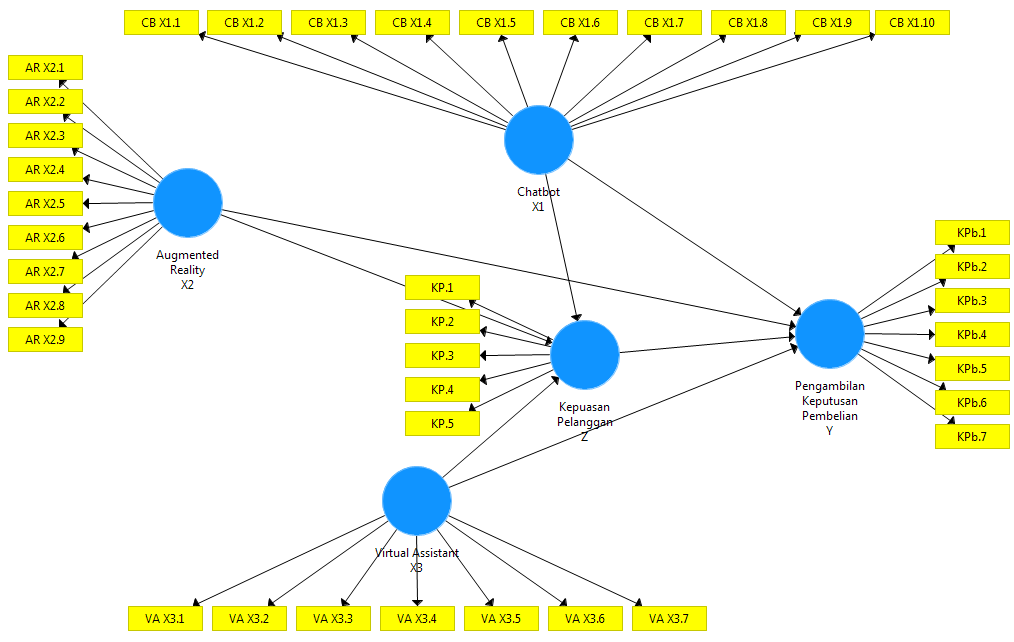 CB X1.1
CB X1.2
CB X1.3
CB X1.4
CB X1.5
CB X1.6
CB X1.7
CB X1.8
CB X1.9
CB X1.10
AR X2.1
AR X2.2
AR X2.3
AR X2.4
AR X2.5
AR X2.6
AR X2.7
AR X2.8
AR X2.9
Augmented
Reality
X2
Chatbot
X1
KP.1
KP.2
KP.3
KP.4
KP.5
Kepuasan
Pelanggan
Z
Pengambilan
Keputusan
Pembelian
Y
KPb.1
KPb.2
KPb.3
KPb.4
KPb.5
KPb.6
KPb.7
Virtual Assistant
X3
VA X3.1
VA X3.2
VA X3.3
VA X3.4
VA X3.5
VA X3.6
VA X3.7